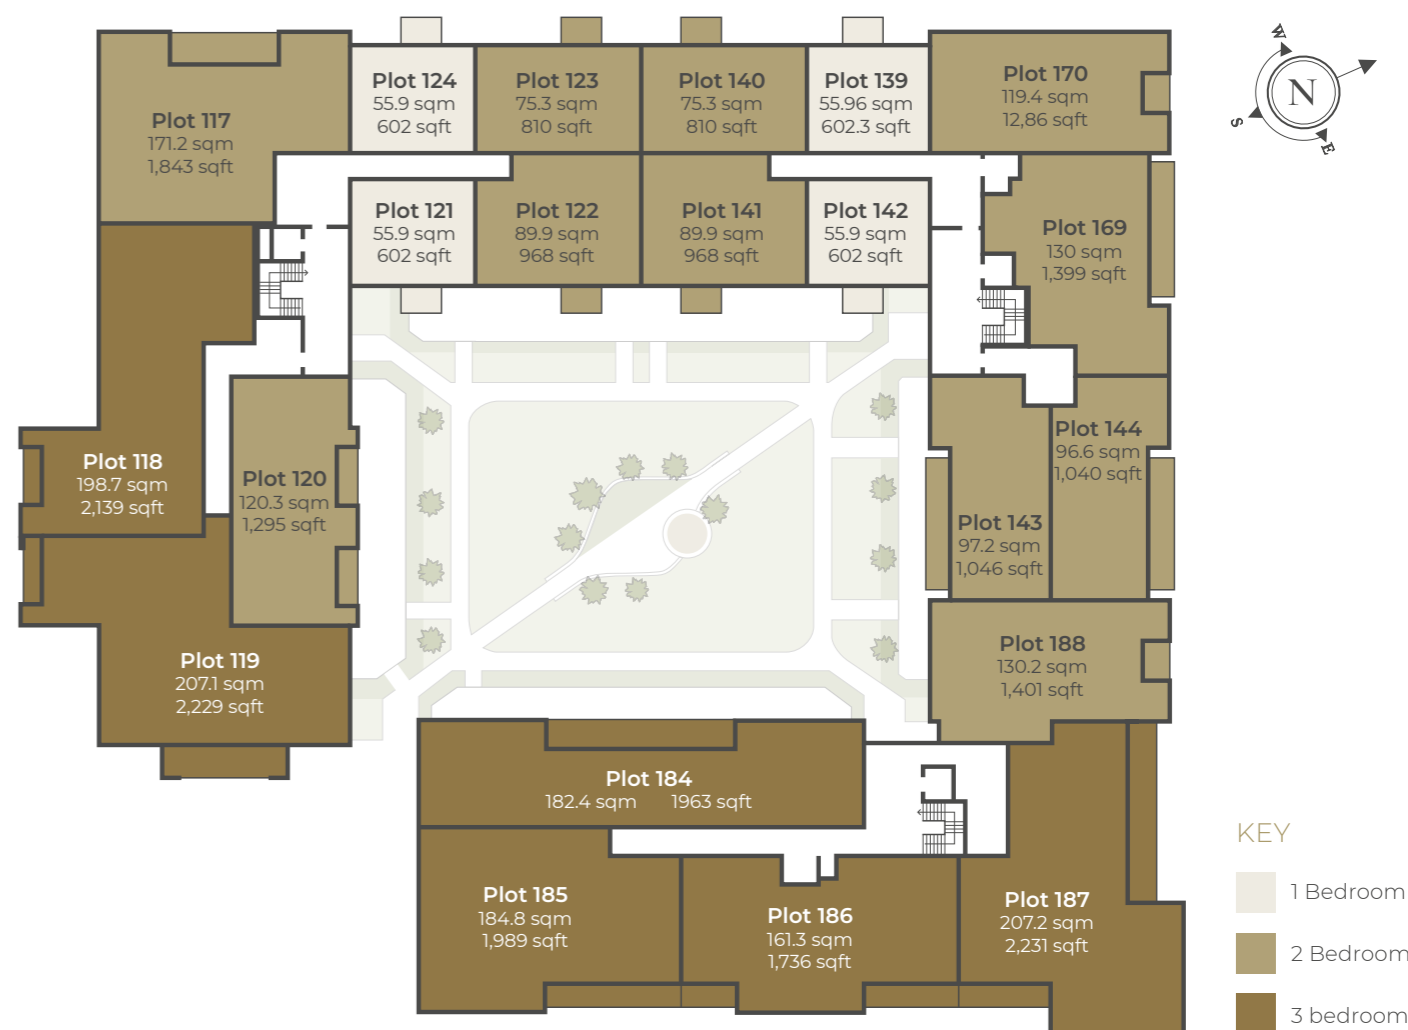 Plot 117
171.2 sqm
1,843 sqft
Plot 124
55.9 sqm
602 sqft
Plot 123
75.3 sqm
810 sqft
Plot 140
75.3 sqm
810 sqft
Plot 139
55.96 sqm
602.3 sqft
Plot 170
119.4 sqm
12,86 sqft
W
N
S
E
Plot 121
55.9 sqm
602 sqft
Plot 122
89.9 sqm
968 sqft
Plot 141
89.9 sqm
968 sqft
Plot 142
55.9 sqm
602 sqft
Plot 169
130 sqm
1,399 sqft
Plot 118
198.7 sqm
2,139 sqft
Plot 120
120.3 sqm
1,295 sqft
Plot 144
96.6 sqm
1,040 sqft
Plot 143
97.2 sqm
1,046 sqft
Plot 119
207.1 sqm
2,229 sqft
Plot 188
130.2 sqm
1,401 sqft
Plot 184
182.4 sqm 1963 sqft
Plot 185
184.8 sqm
1,989 sqft
Plot 186
161.3 sqm
1,736 sqft
Plot 187
207.2 sqm
2,231 sqft
KEY
1 Bedroom
2 Bedroom
3 bedroom